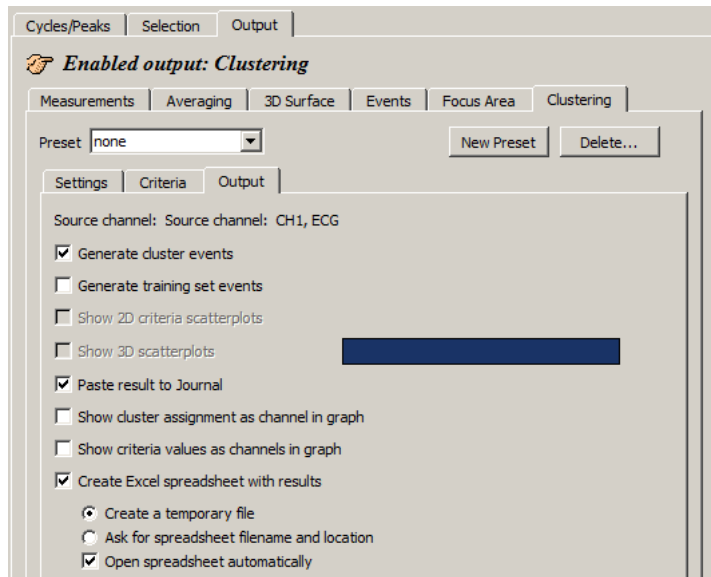 Cycles/Peaks Selection Output
Enabled output: Clustering
Measurements Averaging 3D Surface Events Focus Area Clustering
Preset none New Preset Delete...
Settings Criteria Output
Source channel: Source channel: CH1, ECG
Generate cluster events
Generate training set events
Show 2D criteria scatterplots
Show 3D scatterplots
Paste result to Journal
Show cluster assignment as channel in graph
Show criteria values as channels in graph
Create Excel spreadsheet with results
Create a temporary file
Ask for spreadsheet filename and location
Open spreadsheet automatically